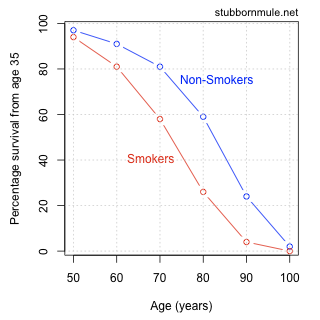 stubbornmule.net
100
80
60
40
20
0
Percentage survival from age 35
Non-Smokers
Smokers
50 60 70 80 90 100
Age (years)